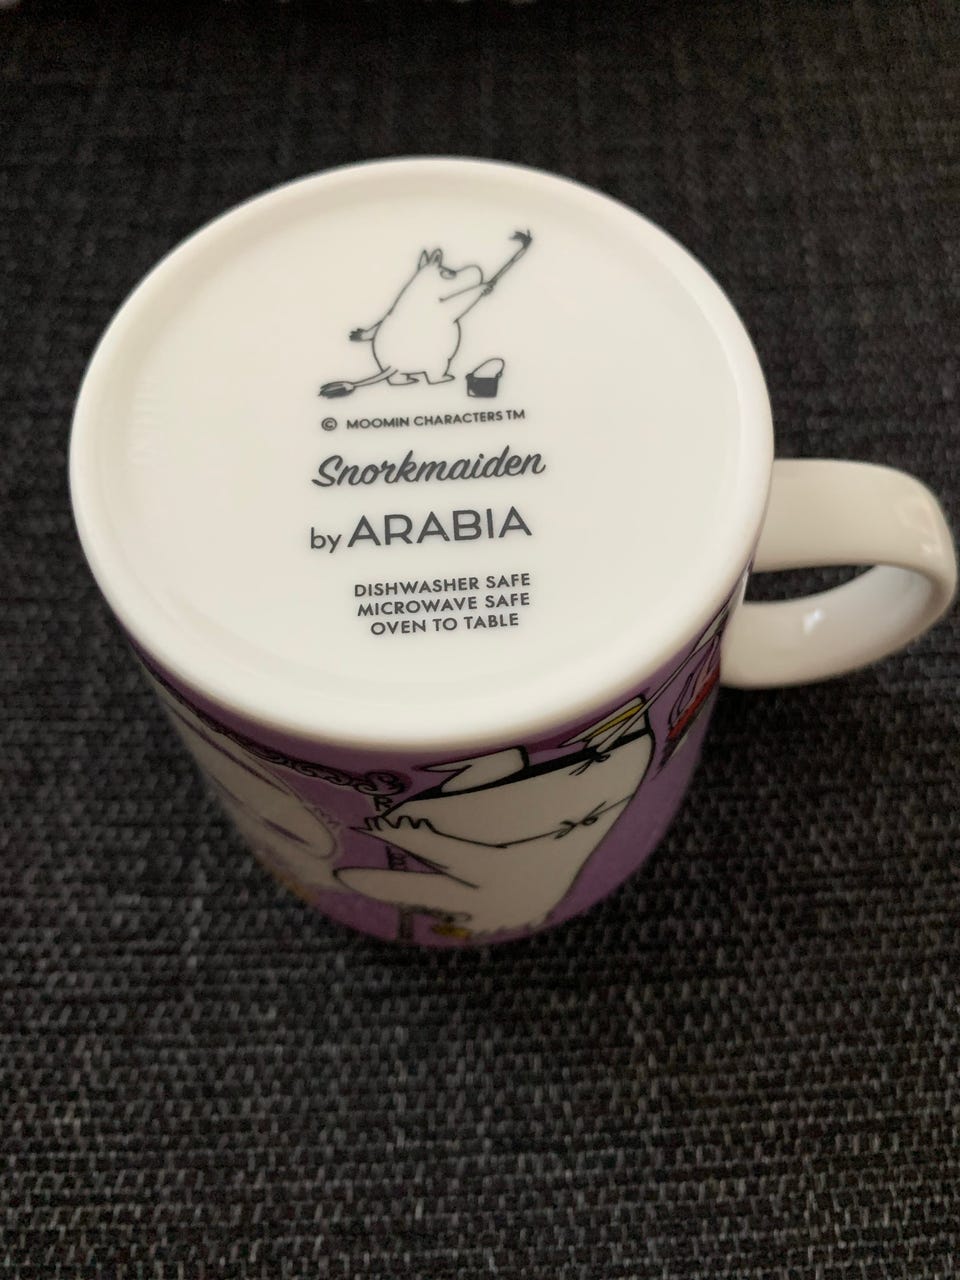 © MOOMIN CHARACTERS TM
Snorkmaiden
by ARABIA
DISHWASHER SAFE
MICROWAVE SAFE
OVEN TO TABLE